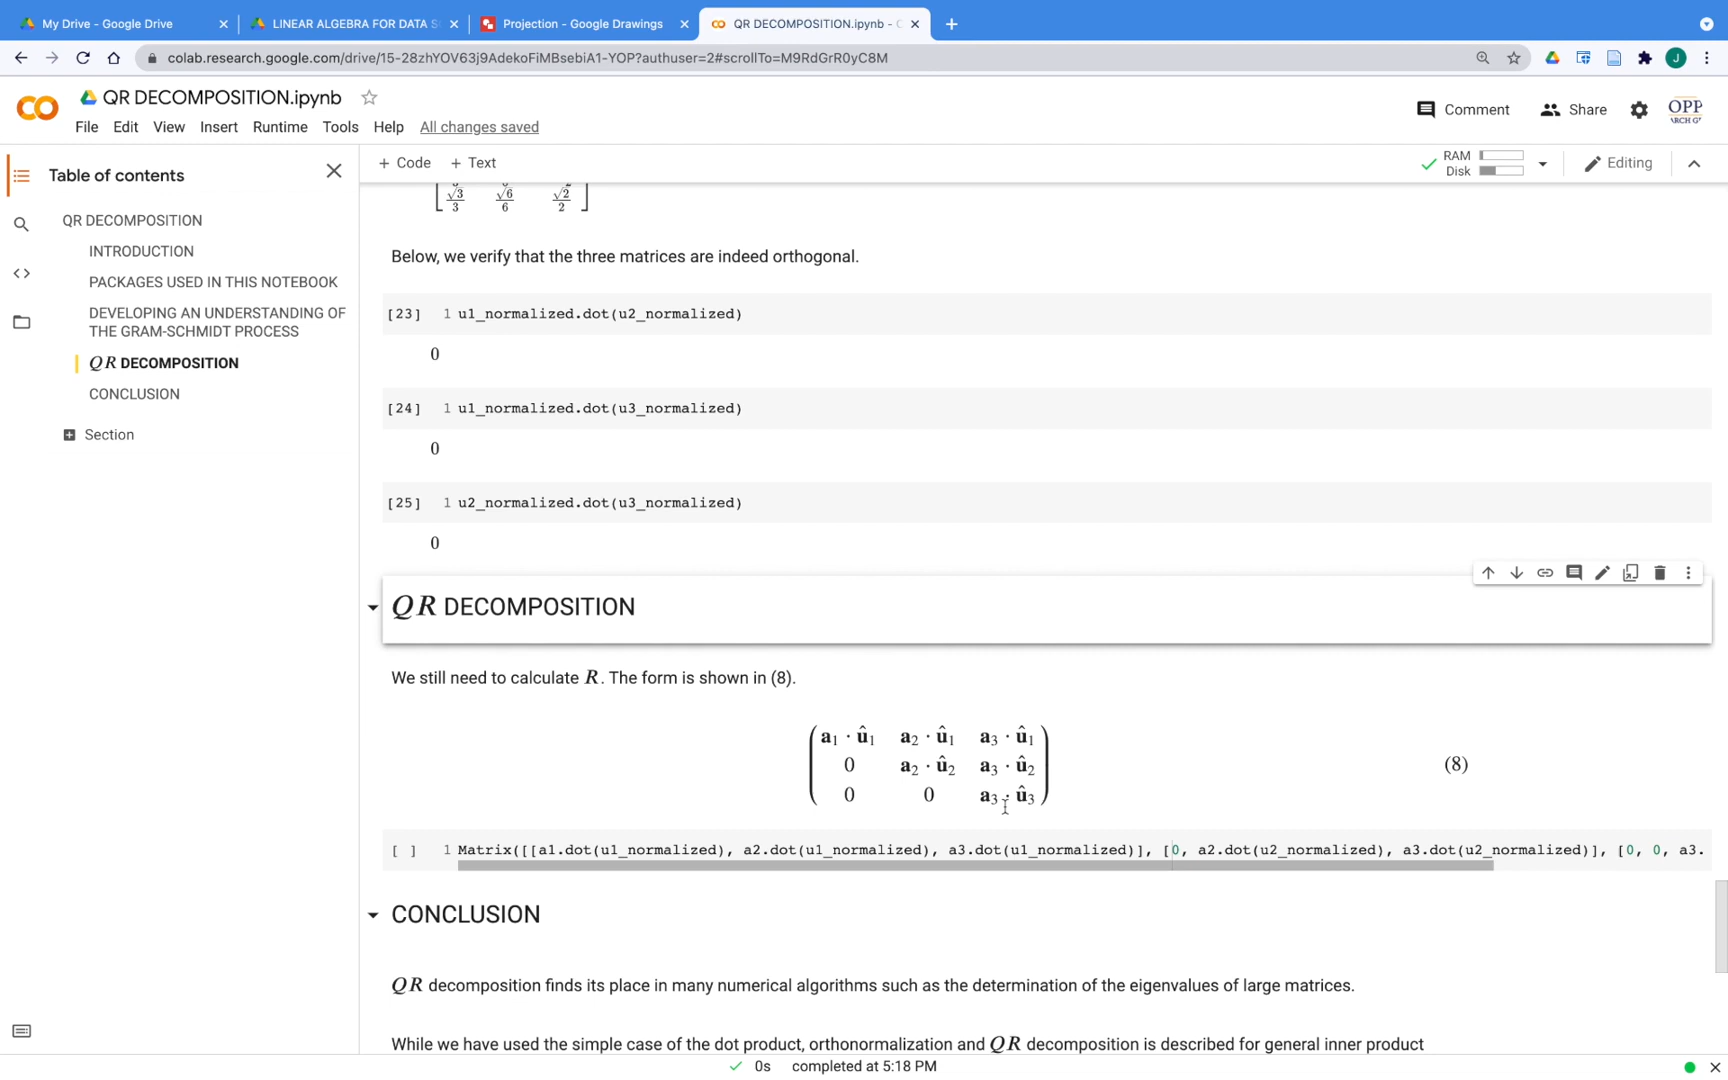 My Drive - Google Drive
LINEAR ALGEBRA FOR DATA S
Projection - Google Drawings
QR DECOMPOSITION.ipynb - C
colab.research.google.com/drive/15-28zhYOV63j9AdekoFiMBsebiA1-YOP?authuser=2#scrollTo=M9RdGrR0yC8M
J
QR DECOMPOSITION.ipynb
File Edit View Insert Runtime Tools Help All changes saved
Comment Share
OPP
ARCH G
Table of contents
QR DECOMPOSITION
INTRODUCTION
PACKAGES USED IN THIS NOTEBOOK
DEVELOPING AN UNDERSTANDING OF
THE GRAM-SCHMIDT PROCESS
QR DECOMPOSITION
CONCLUSION
Section
+ Code + Text
RAM
Disk
Editing
√3/3 √6/6 √2/2
Below, we verify that the three matrices are indeed orthogonal.
[23] 1 u1_normalized.dot(u2_normalized)
0
[24] 1 u1_normalized.dot(u3_normalized)
0
[25] 1 u2_normalized.dot(u3_normalized)
0
QR DECOMPOSITION
We still need to calculate R. The form is shown in (8).
a₁ · û₁ a₂ · û₁ a₃ · û₁
0 a₂ · û₂ a₃ · û₂ (8)
0 0 a₃ · û₃
[ ] 1 Matrix([[a1.dot(u1_normalized), a2.dot(u1_normalized), a3.dot(u1_normalized)], [0, a2.dot(u2_normalized), a3.dot(u2_normalized)], [0, 0, a3.
CONCLUSION
QR decomposition finds its place in many numerical algorithms such as the determination of the eigenvalues of large matrices.
While we have used the simple case of the dot product, orthonormalization and QR decomposition is described for general inner product
0s completed at 5:18 PM